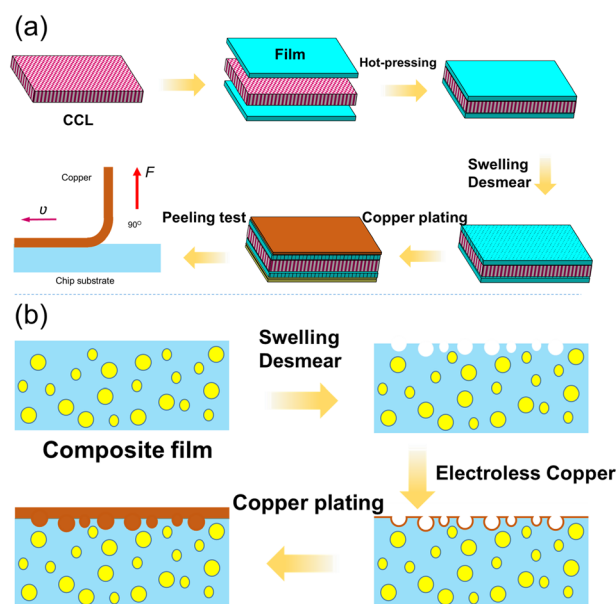 (a)
Film
Hot-pressing
CCL
Swelling
Desmear
Copper
F
υ
90°
Chip substrate
Peeling test
Copper plating
(b)
Swelling
Desmear
Composite film
Electroless Copper
Copper plating